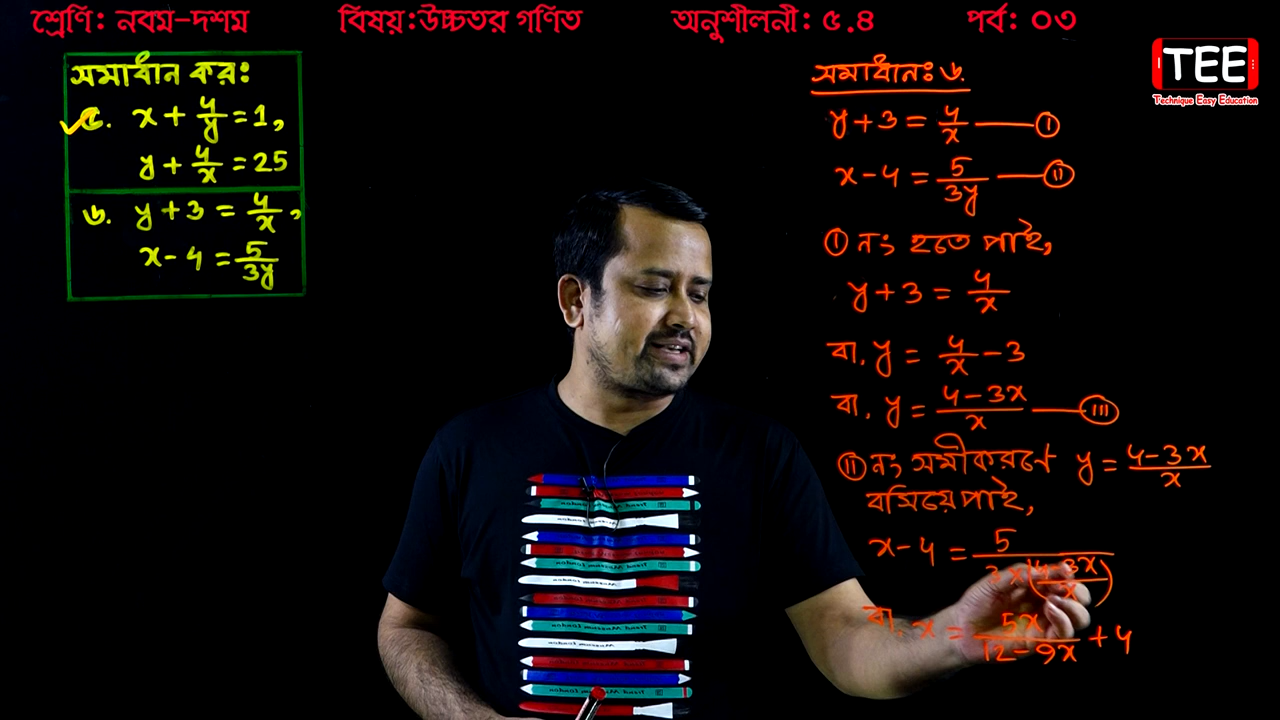 শ্রেণি: নবম-দশম বিষয়:উচ্চতর গণিত অনুশীলনী: ৫.৪ পর্ব: ০৩
TEE
Technique Easy Education
সমাধান কর:
৫. x + 4/y = 1,
y + 4/x = 25
৬. y + 3 = 4/x,
x - 4 = 5/3y
সমাধান: ৬.
y + 3 = 4/x — (I)
x - 4 = 5/3y — (II)
(I) নং হতে পাই,
y + 3 = 4/x
বা, y = 4/x - 3
বা, y = (4 - 3x)/x — (III)
(II) নং সমীকরণে y = (4 - 3x)/x
বসিয়ে পাই,
x - 4 = 5/(3x((4-3x)/x))
বা, x = 5x/(12 - 9x) + 4